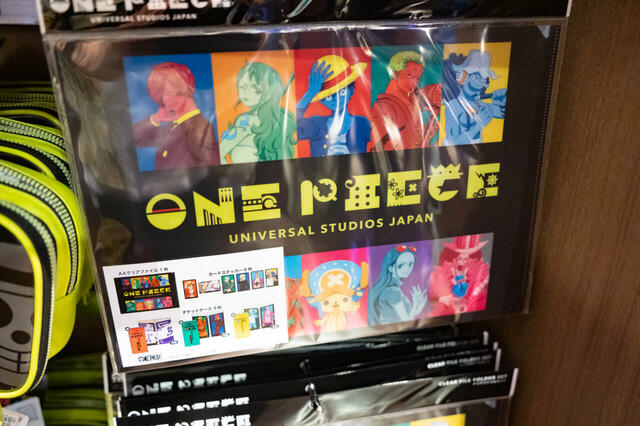 ONE PIECE
UNIVERSAL STUDIOS JAPAN
ONE PIECE
UNIVERSAL STUDIOS JAPAN
A4クリアファイル 1枚
カードステッカー 6枚
チケットケース 3枚
CLEAR FILE FOLDER SET
CLEAR FILE FOLDER SET